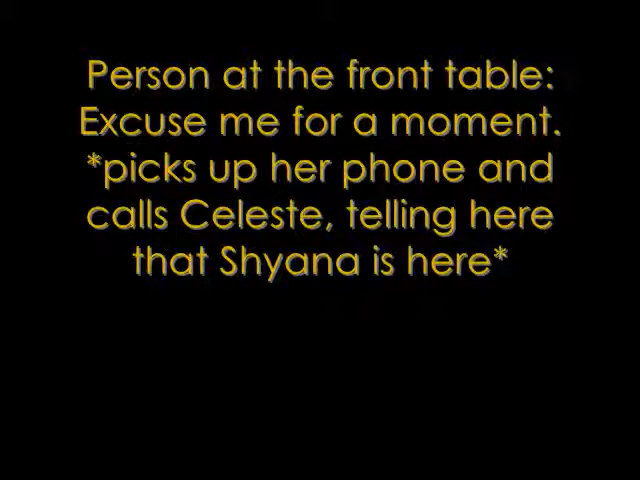 Person at the front table:
Excuse me for a moment.
*picks up her phone and
calls Celeste, telling here
that Shyana is here*